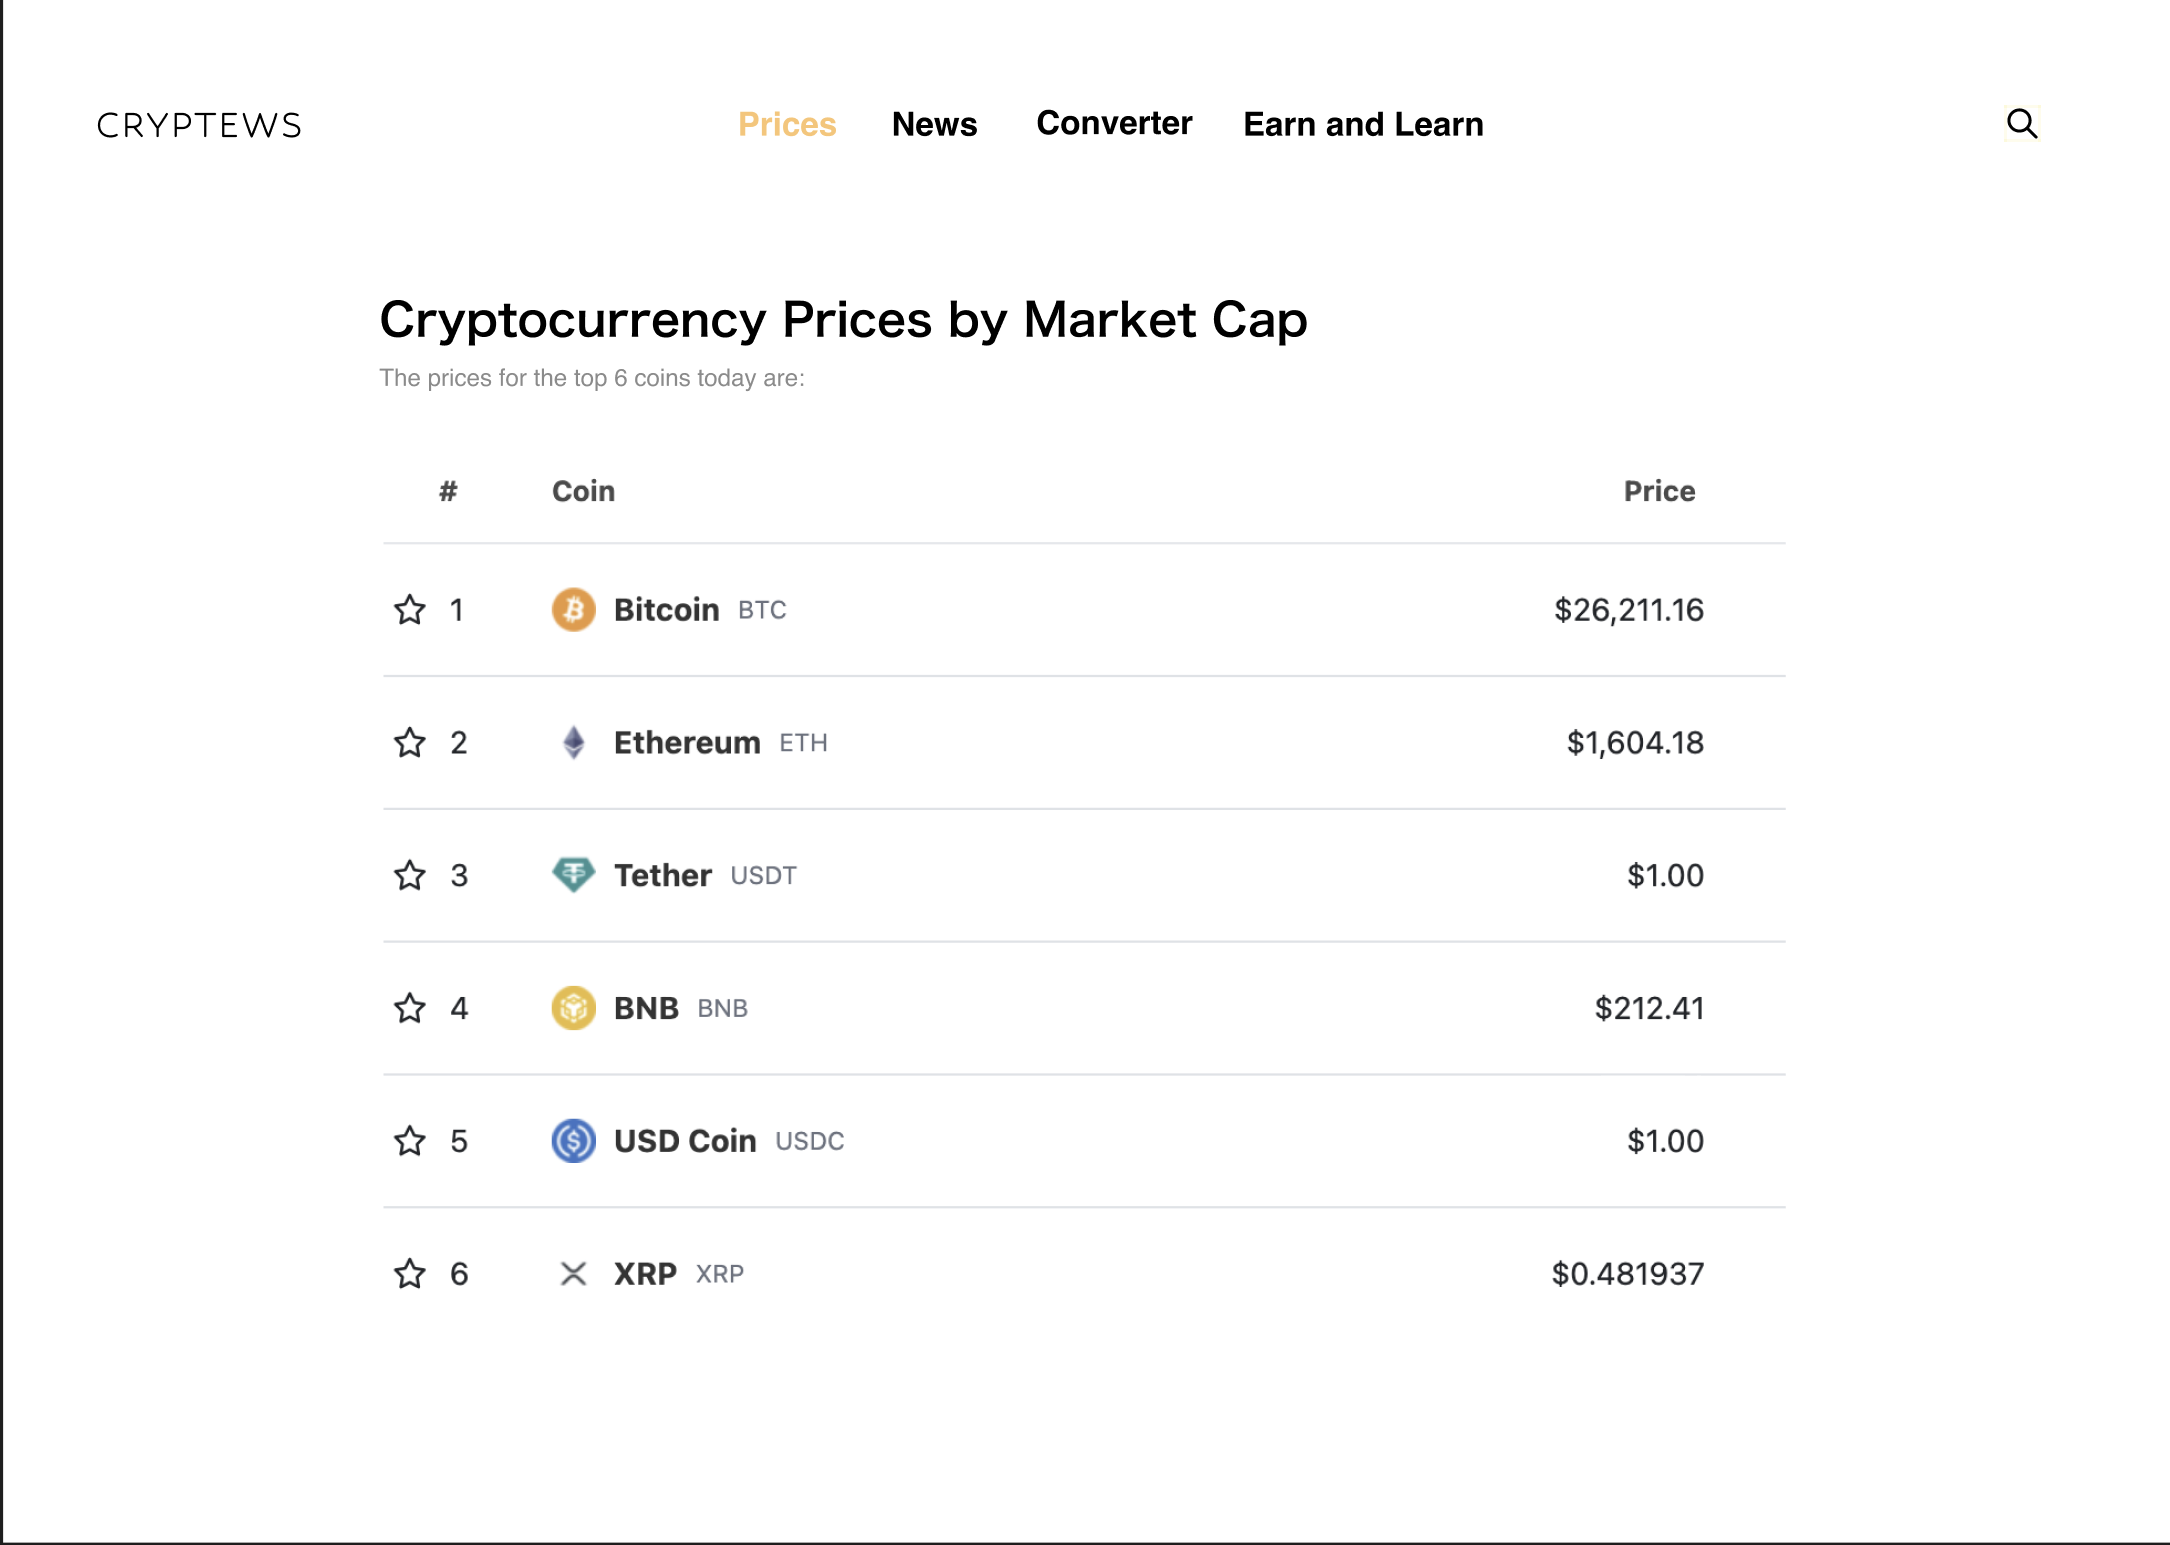 CRYPTEWS Prices News Converter Earn and Learn
Cryptocurrency Prices by Market Cap
The prices for the top 6 coins today are:
# Coin Price
1 Bitcoin BTC $26,211.16
2 Ethereum ETH $1,604.18
3 Tether USDT $1.00
4 BNB BNB $212.41
5 USD Coin USDC $1.00
6 XRP XRP $0.481937